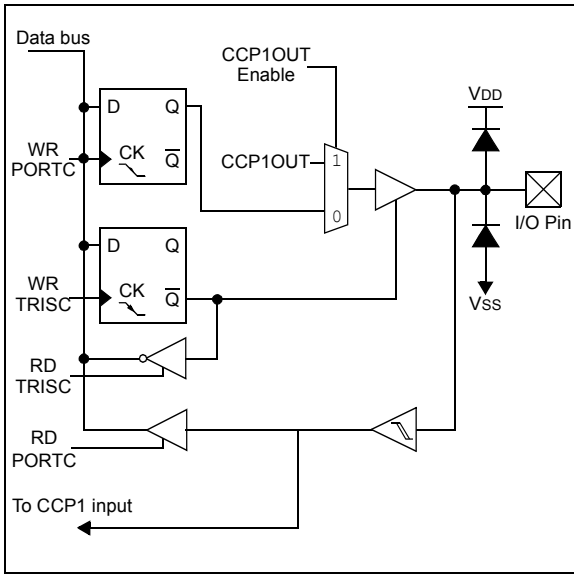 Data bus
CCP1OUT
Enable
VDD
D Q
WR
PORTC
CK Q
CCP1OUT
1
0
I/O Pin
D Q
WR
TRISC
CK Q
VSS
RD
TRISC
RD
PORTC
To CCP1 input